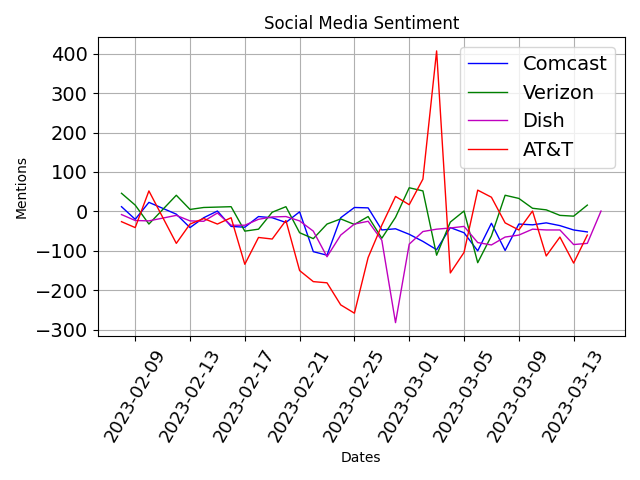 Social Media Sentiment
Mentions
400
300
200
100
0
−100
−200
−300
Comcast
Verizon
Dish
AT&T
2023-02-09
2023-02-13
2023-02-17
2023-02-21
2023-02-25
2023-03-01
2023-03-05
2023-03-09
2023-03-13
Dates